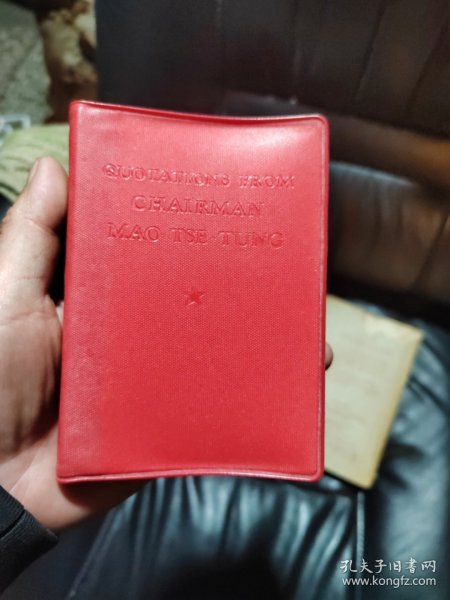 QUOTATIONS FROM
CHAIRMAN
MAO TSE-TUNG
孔夫子旧书网
www.kongfz.com